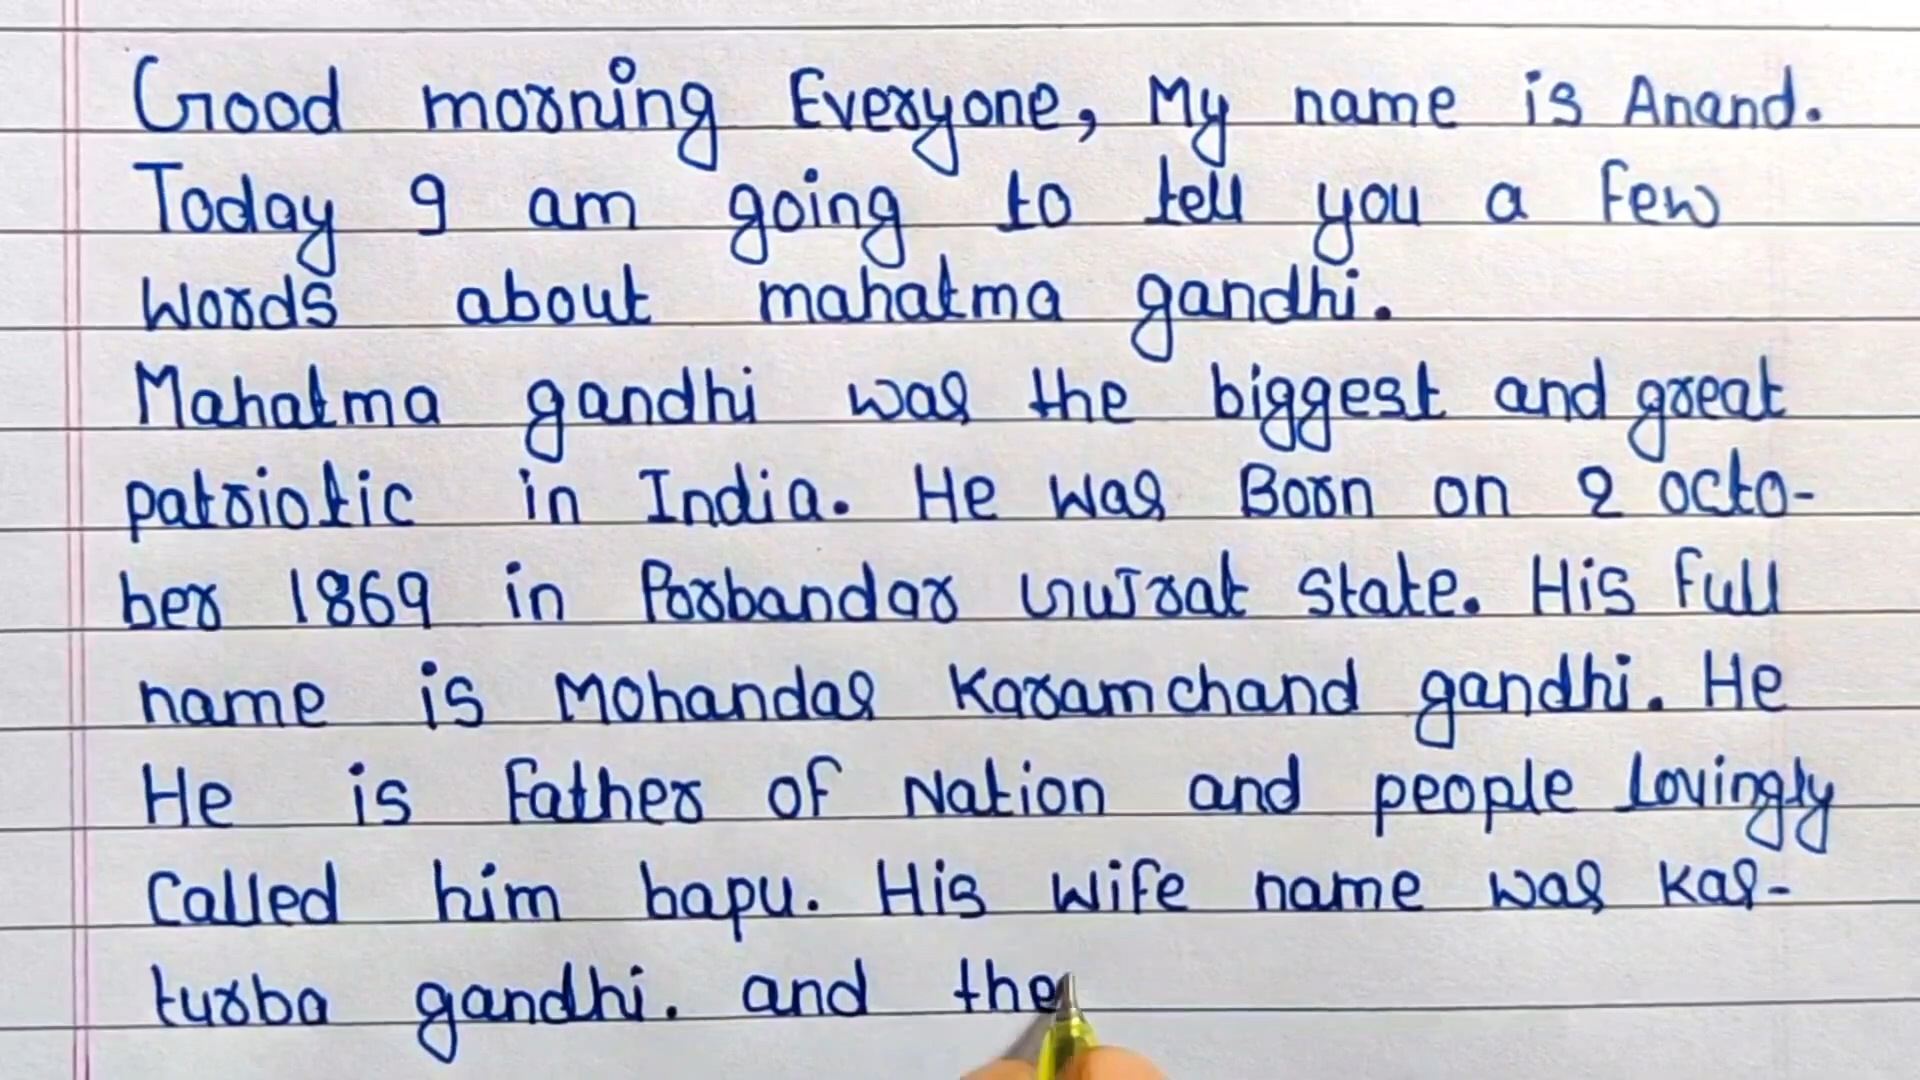 Good morning Everyone, My name is Anand.
Today I am going to tell you a few
words about mahatma gandhi.
Mahatma gandhi was the biggest and great
patriotic in India. He was Born on 2 octo-
ber 1869 in Porbandar Gujrat state. His full
name is Mohandas Karamchand gandhi. He
He is Father of Nation and people lovingly
Called him bapu. His wife name was kas-
turba gandhi. and the